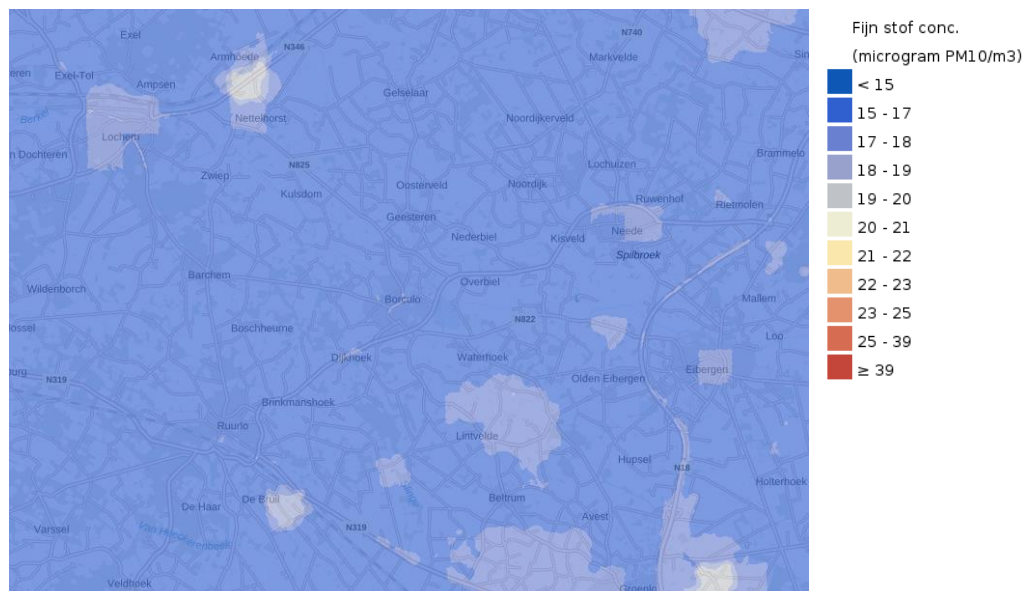 Exel
N346
N740
Armhoede
Markvelde
Exel-Tol
Ampsen
Gelselaar
Berkel
Nettelhorst
Noordijkerveld
Lochem
n Dochteren
Brammelo
N825
Lochuizen
Zwep
Kulsdom
Oosterveld
Noordijk
Ruwenhof
Rietmolen
Geesteren
Neede
Nederbiel
Kisveld
Spilbroek
Barchem
Overbiel
Wildenborch
Borculo
Mallem
N822
Boschheurne
Loo
Dijkhoek
Waterhoek
Eibergen
N319
Olden Eibergen
Brinkmanshoek
Ruurlo
Lintvelde
Hupsel
N18
Holterhoek
De Bruil
Beltrum
De Haar
Avest
Varssel
N319
Veldhoek
Groenlo
Fijn stof conc.
(microgram PM10/m3)
< 15
15 - 17
17 - 18
18 - 19
19 - 20
20 - 21
21 - 22
22 - 23
23 - 25
25 - 39
≥ 39